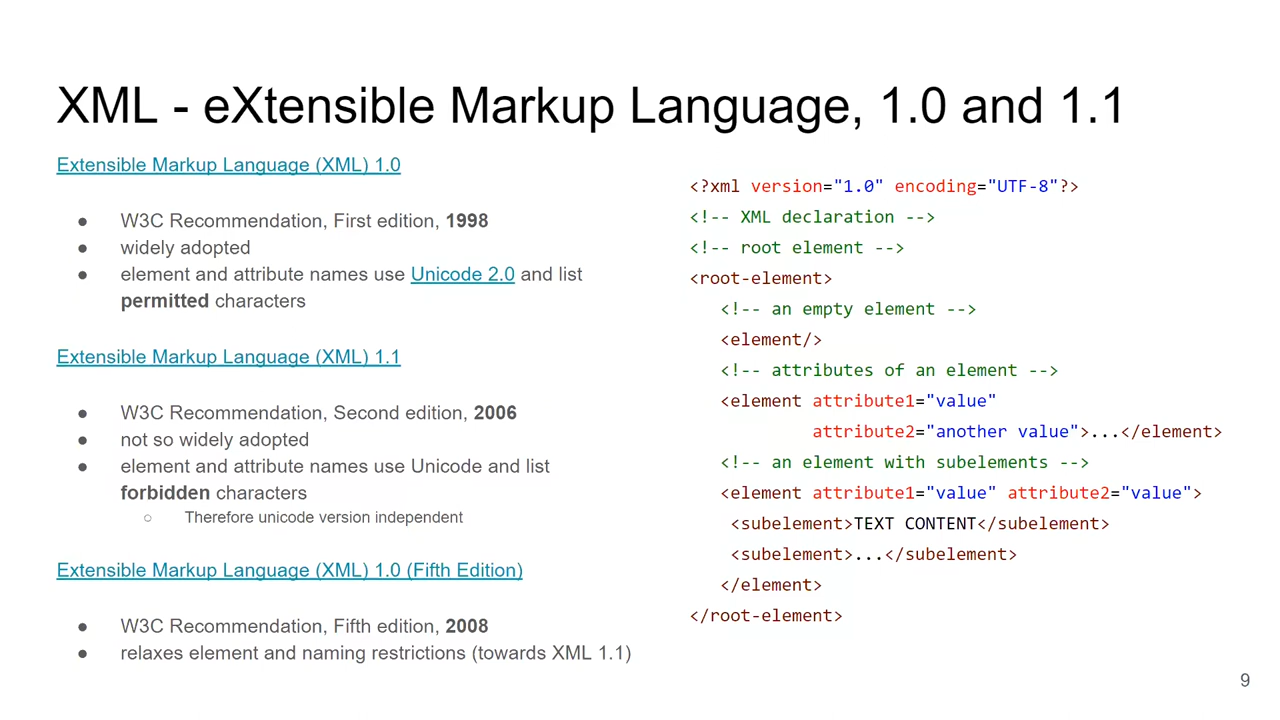 XML - eXtensible Markup Language, 1.0 and 1.1
Extensible Markup Language (XML) 1.0
● W3C Recommendation, First edition, 1998
● widely adopted
● element and attribute names use Unicode 2.0 and list
permitted characters
Extensible Markup Language (XML) 1.1
● W3C Recommendation, Second edition, 2006
● not so widely adopted
● element and attribute names use Unicode and list
forbidden characters
○ Therefore unicode version independent
Extensible Markup Language (XML) 1.0 (Fifth Edition)
● W3C Recommendation, Fifth edition, 2008
● relaxes element and naming restrictions (towards XML 1.1)
<?xml version="1.0" encoding="UTF-8"?>
<!-- XML declaration -->
<!-- root element -->
<root-element>
   <!-- an empty element -->
   <element/>
   <!-- attributes of an element -->
   <element attribute1="value"
            attribute2="another value">...</element>
   <!-- an element with subelements -->
   <element attribute1="value" attribute2="value">
    <subelement>TEXT CONTENT</subelement>
    <subelement>...</subelement>
   </element>
</root-element>
9